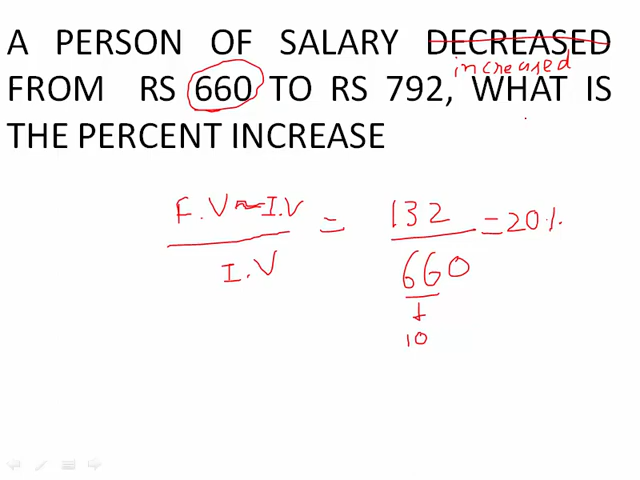 A PERSON OF SALARY DECREASED
increased
FROM RS 660 TO RS 792, WHAT IS
THE PERCENT INCREASE
F.V ~ I.V = 132 = 20%
I.V 660
10